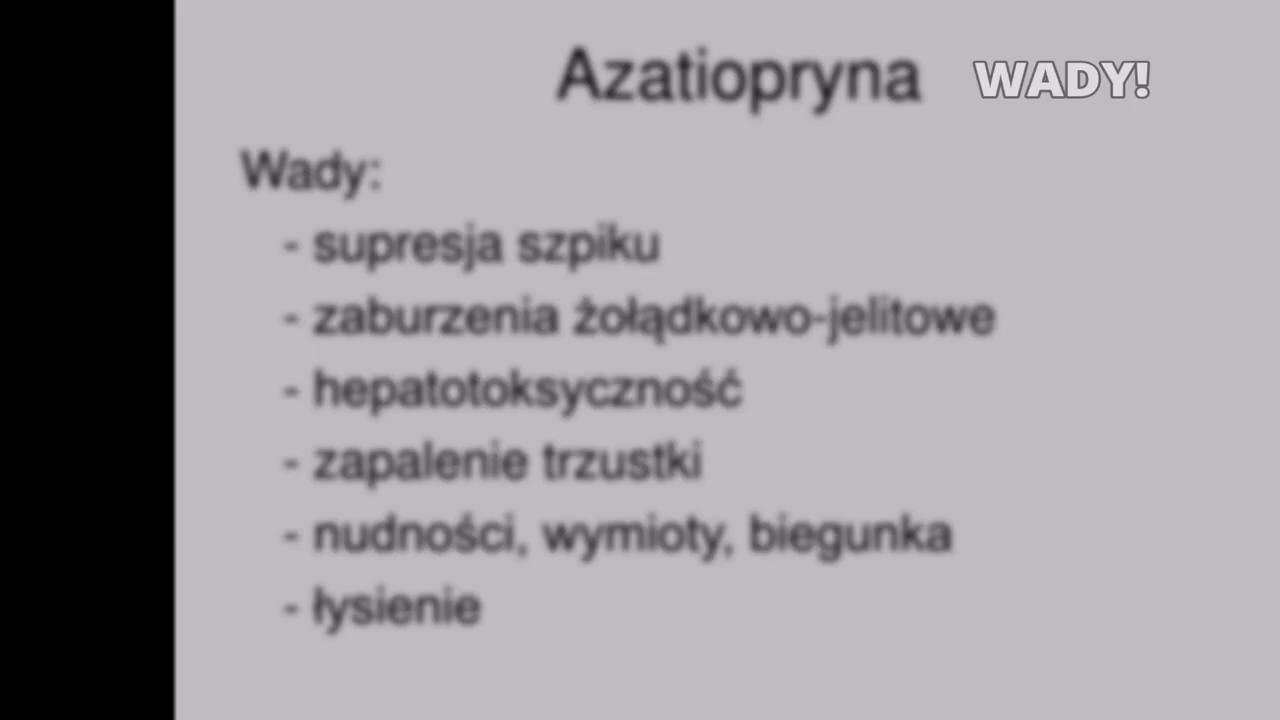 Azatiopryna WADY!
Wady:
- supresja szpiku
- zaburzenia żołądkowo-jelitowe
- hepatotoksyczność
- zapalenie trzustki
- nudności, wymioty, biegunka
- łysienie